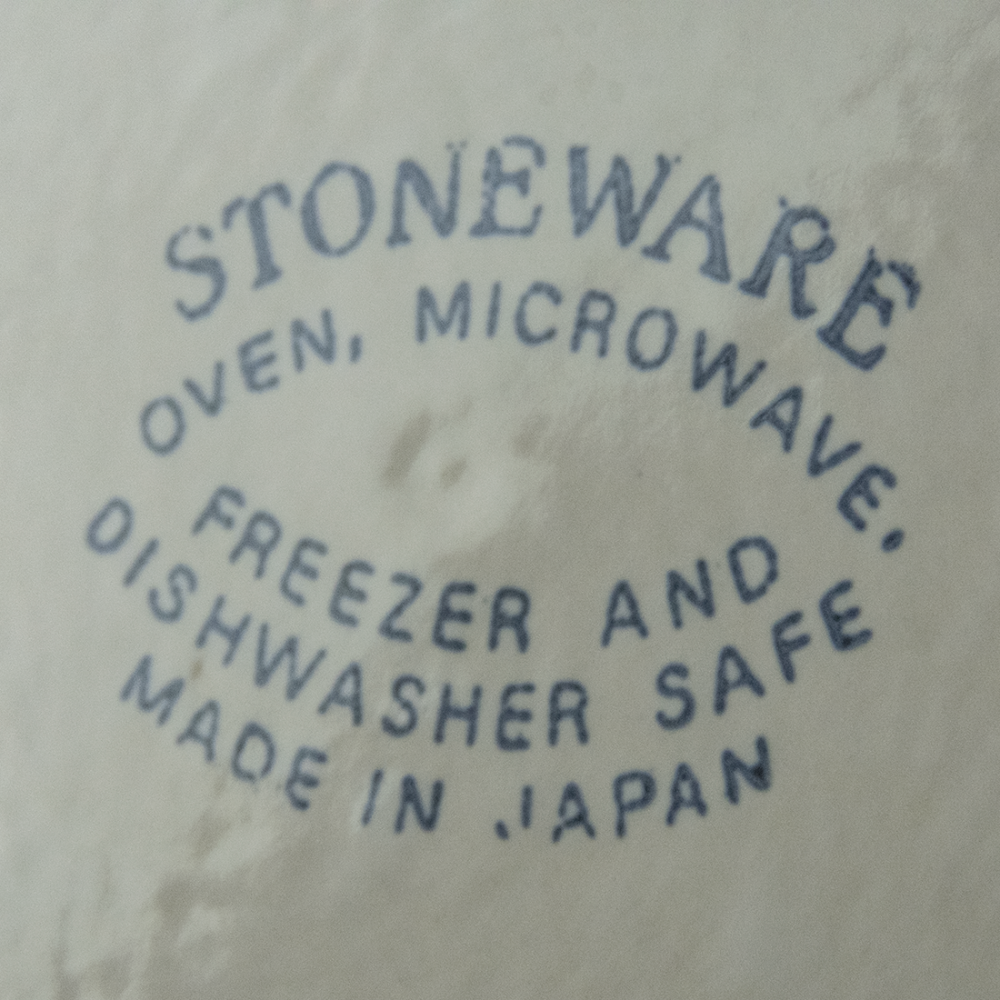 STONEWARE
OVEN, MICROWAVE.
FREEZER AND
DISHWASHER SAFE
MADE IN JAPAN